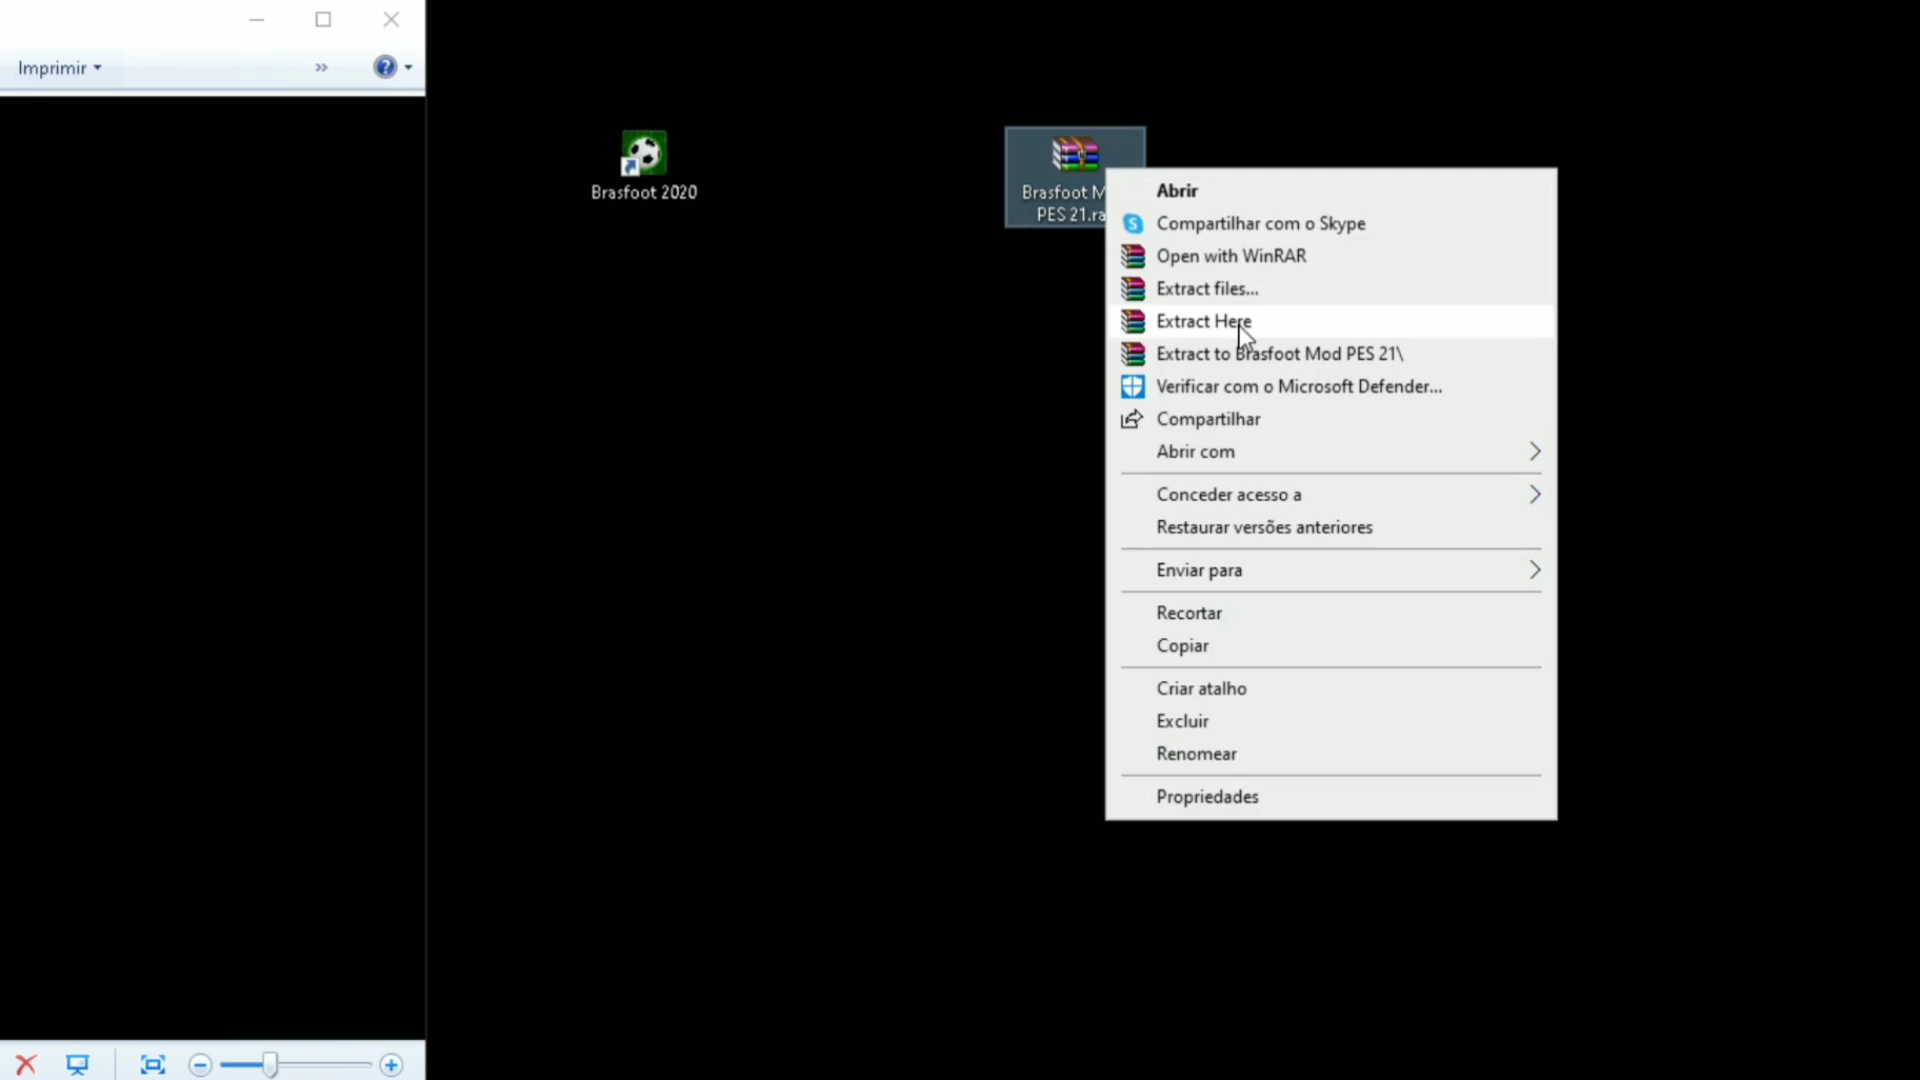 Imprimir
»
Brasfoot 2020
Brasfoot M
PES 21.ra
Abrir
Compartilhar com o Skype
Open with WinRAR
Extract files...
Extract Here
Extract to Brasfoot Mod PES 21\
Verificar com o Microsoft Defender...
Compartilhar
Abrir com
Conceder acesso a
Restaurar versões anteriores
Enviar para
Recortar
Copiar
Criar atalho
Excluir
Renomear
Propriedades